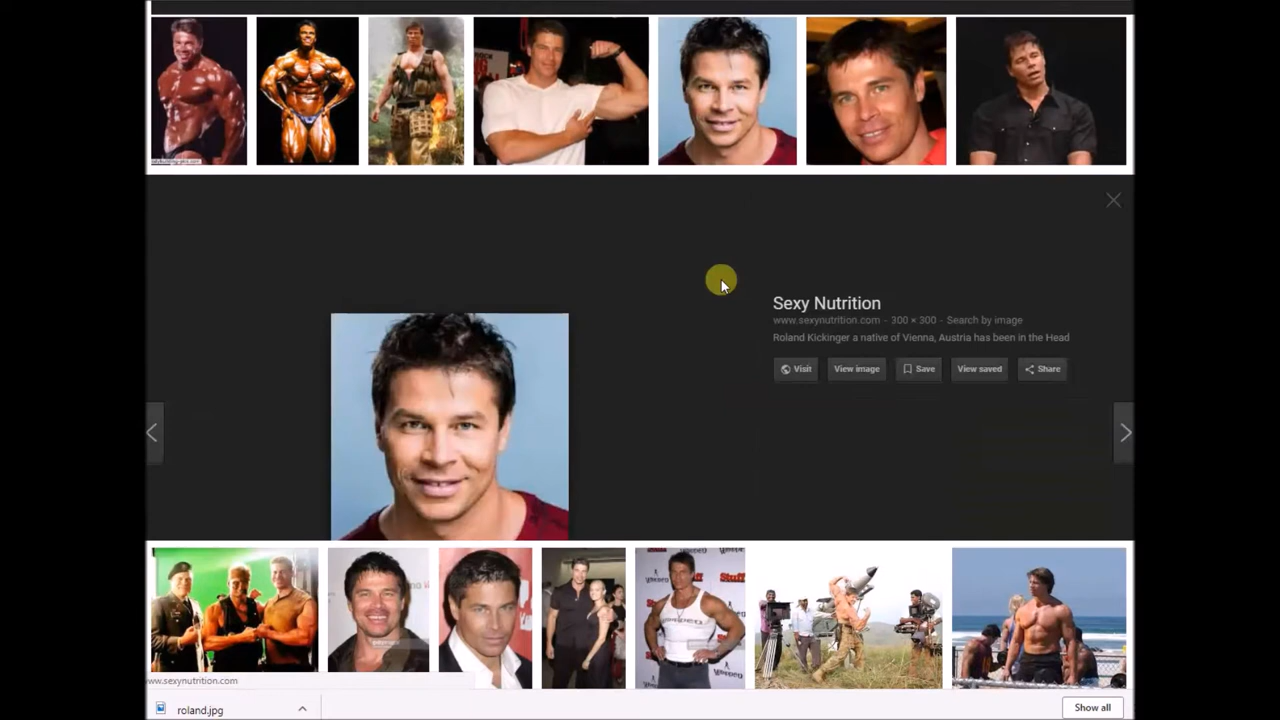 Sexy Nutrition
www.sexynutrition.com - 300 × 300 - Search by image
Roland Kickinger a native of Vienna, Austria has been in the Head
Visit
View image
Save
View saved
Share
Stuff
www.sexynutrition.com
roland.jpg
Show all